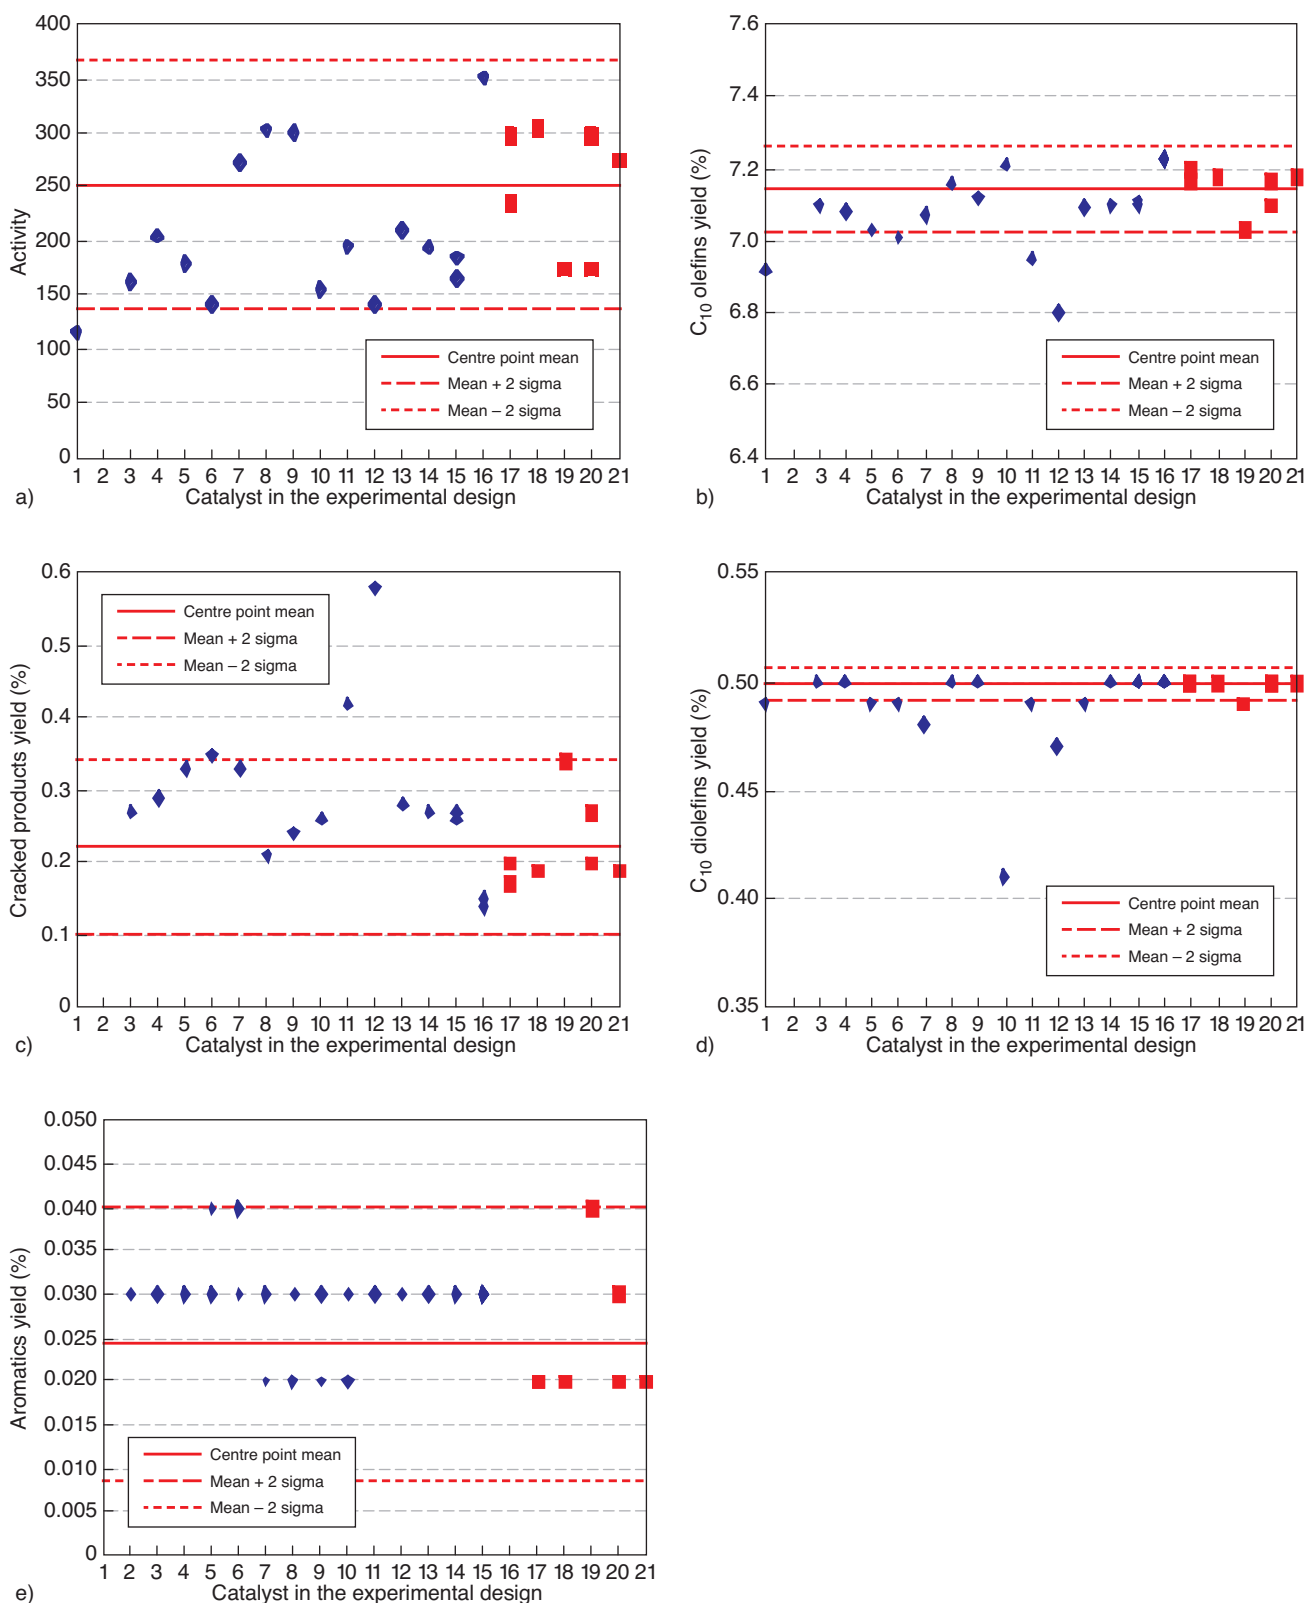 400
350
300
250
200
150
100
50
0
Activity
Centre point mean
Mean + 2 sigma
Mean – 2 sigma
1 2 3 4 5 6 7 8 9 10 11 12 13 14 15 16 17 18 19 20 21
Catalyst in the experimental design
a)
7.6
7.4
7.2
7.0
6.8
6.6
6.4
C10 olefins yield (%)
Centre point mean
Mean + 2 sigma
Mean – 2 sigma
1 2 3 4 5 6 7 8 9 10 11 12 13 14 15 16 17 18 19 20 21
Catalyst in the experimental design
b)
0.6
0.5
0.4
0.3
0.2
0.1
0
Cracked products yield (%)
Centre point mean
Mean + 2 sigma
Mean – 2 sigma
1 2 3 4 5 6 7 8 9 10 11 12 13 14 15 16 17 18 19 20 21
Catalyst in the experimental design
c)
0.55
0.50
0.45
0.40
0.35
C10 diolefins yield (%)
Centre point mean
Mean + 2 sigma
Mean – 2 sigma
1 2 3 4 5 6 7 8 9 10 11 12 13 14 15 16 17 18 19 20 21
Catalyst in the experimental design
d)
0.050
0.045
0.040
0.035
0.030
0.025
0.020
0.015
0.010
0.005
0
Aromatics yield (%)
Centre point mean
Mean + 2 sigma
Mean – 2 sigma
1 2 3 4 5 6 7 8 9 10 11 12 13 14 15 16 17 18 19 20 21
Catalyst in the experimental design
e)